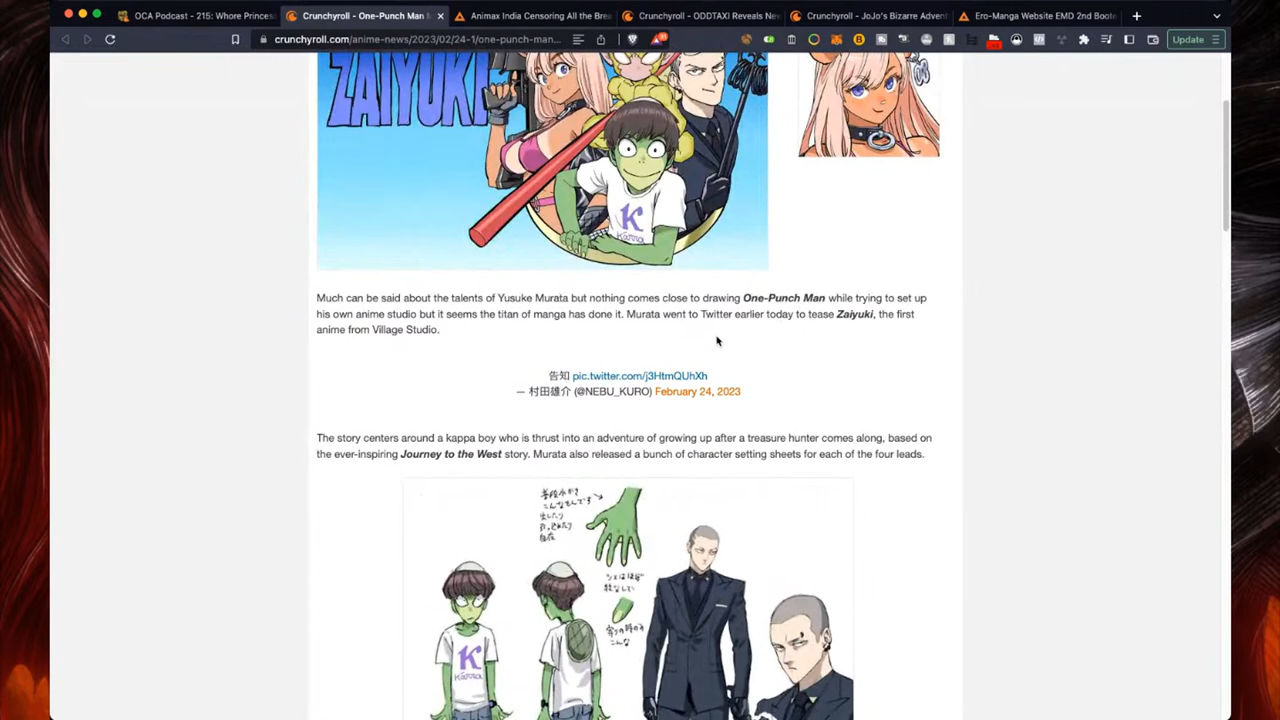 OCA Podcast - 215: Whore Princess
Crunchyroll - One-Punch Man
Animax India Censoring All the Brea
Crunchyroll - ODDTAXI Reveals New
Crunchyroll - JoJo's Bizarre Advent
Ero-Manga Website EMD 2nd Boote
crunchyroll.com/anime-news/2023/02/24-1/one-punch-man...
Update
ZAIYUKI
K
Kappa
Much can be said about the talents of Yusuke Murata but nothing comes close to drawing One-Punch Man while trying to set up
his own anime studio but it seems the titan of manga has done it. Murata went to Twitter earlier today to tease Zaiyuki, the first
anime from Village Studio.
告知 pic.twitter.com/j3HtmQUhXh
— 村田雄介 (@NEBU_KURO) February 24, 2023
The story centers around a kappa boy who is thrust into an adventure of growing up after a treasure hunter comes along, based on
the ever-inspiring Journey to the West story. Murata also released a bunch of character setting sheets for each of the four leads.
K
Kappa